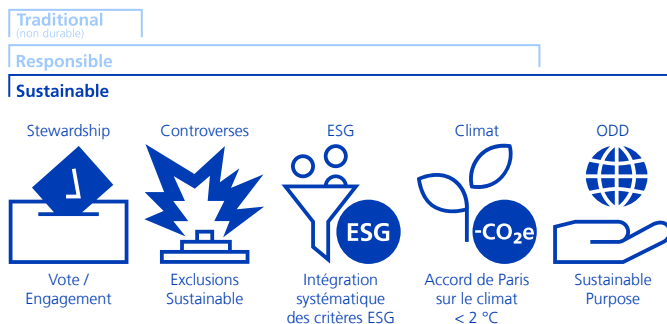 Traditional
(non durable)
Responsible
Sustainable
Stewardship
Controverses
ESG
Climat
ODD
ESG
-CO₂e
Vote /
Engagement
Exclusions
Sustainable
Intégration
systématique
des critères ESG
Accord de Paris
sur le climat
< 2 °C
Sustainable
Purpose